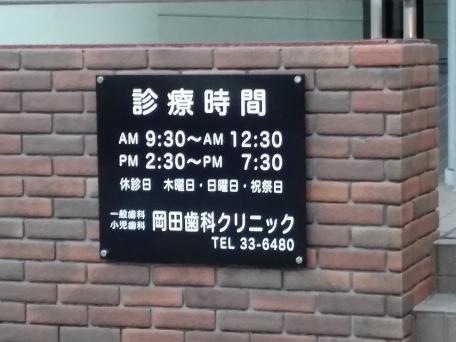 診療時間
AM 9:30〜AM 12:30
PM 2:30〜PM 7:30
休診日 木曜日・日曜日・祝祭日
一般歯科
小児歯科 岡田歯科クリニック
TEL 33-6480